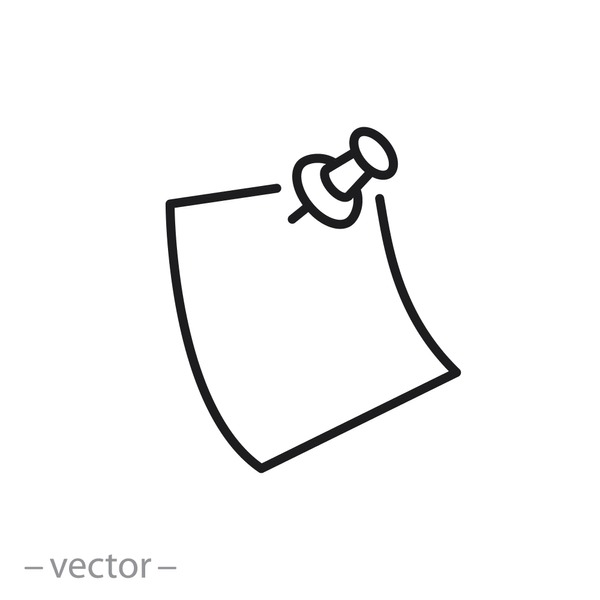 – vector –